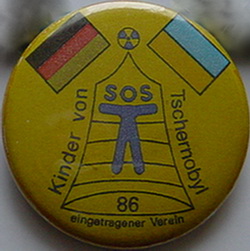 Kinder von
Tschernobyl
SOS
86
eingetragener Verein